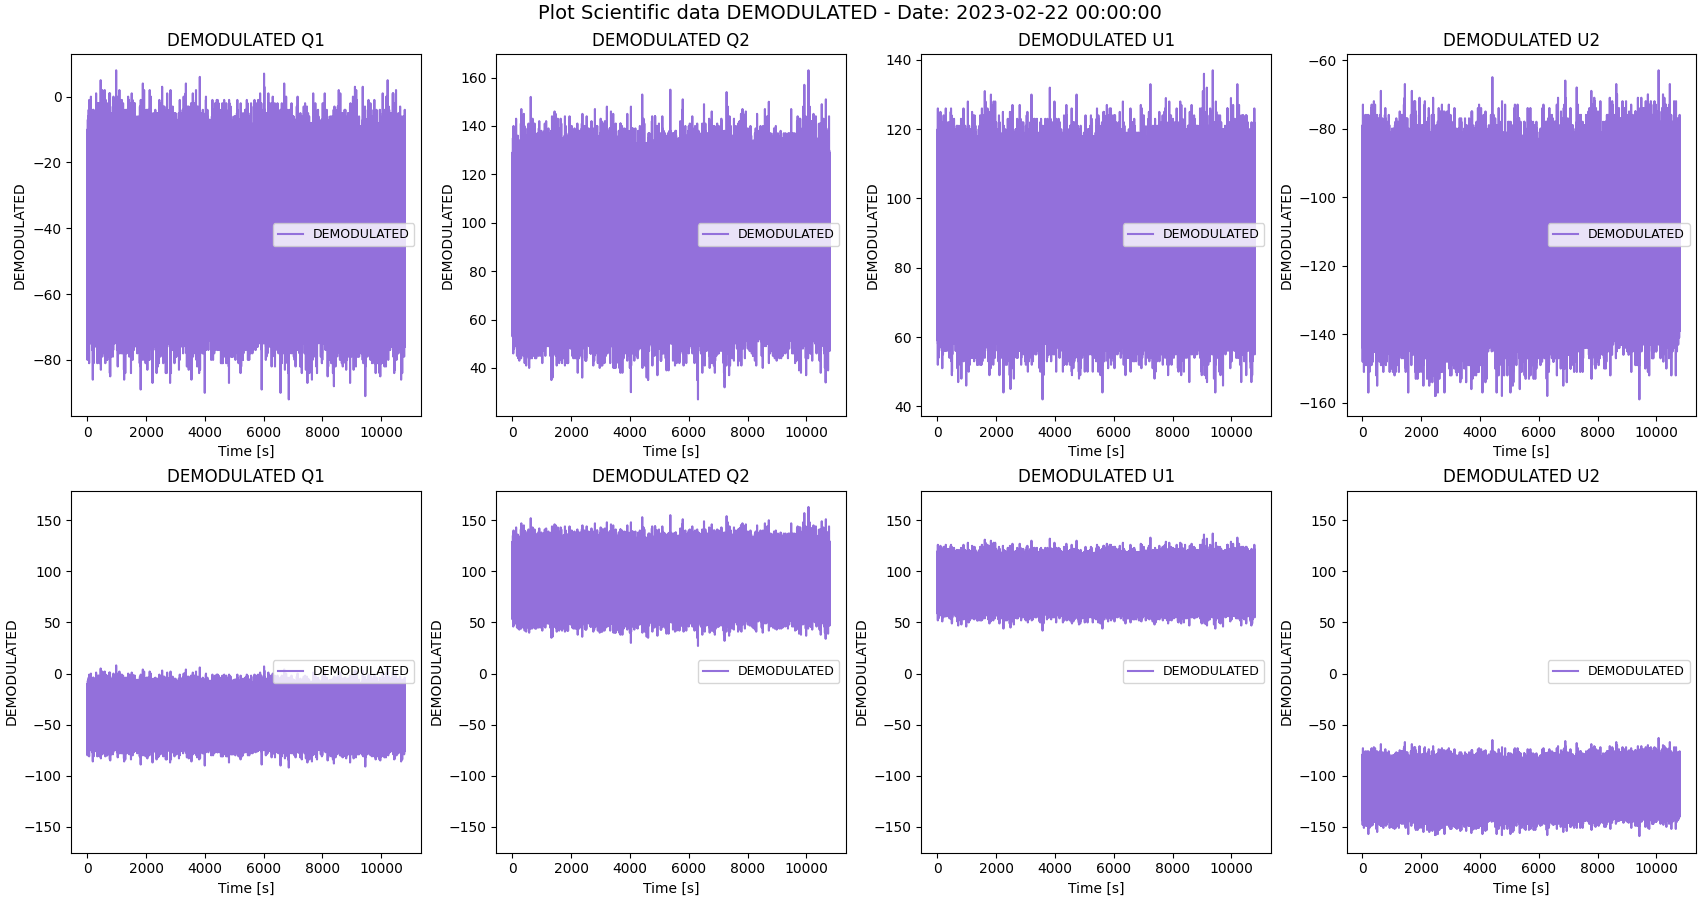 Plot Scientific data DEMODULATED - Date: 2023-02-22 00:00:00
DEMODULATED Q1
DEMODULATED
0
−20
−40
−60
−80
DEMODULATED
0 2000 4000 6000 8000 10000
Time [s]
DEMODULATED Q2
DEMODULATED
160
140
120
100
80
60
40
DEMODULATED
0 2000 4000 6000 8000 10000
Time [s]
DEMODULATED U1
DEMODULATED
140
120
100
80
60
40
DEMODULATED
0 2000 4000 6000 8000 10000
Time [s]
DEMODULATED U2
DEMODULATED
−60
−80
−100
−120
−140
−160
DEMODULATED
0 2000 4000 6000 8000 10000
Time [s]
DEMODULATED Q1
DEMODULATED
150
100
50
0
−50
−100
−150
DEMODULATED
0 2000 4000 6000 8000 10000
Time [s]
DEMODULATED Q2
DEMODULATED
150
100
50
0
−50
−100
−150
DEMODULATED
0 2000 4000 6000 8000 10000
Time [s]
DEMODULATED U1
DEMODULATED
150
100
50
0
−50
−100
−150
DEMODULATED
0 2000 4000 6000 8000 10000
Time [s]
DEMODULATED U2
DEMODULATED
150
100
50
0
−50
−100
−150
DEMODULATED
0 2000 4000 6000 8000 10000
Time [s]